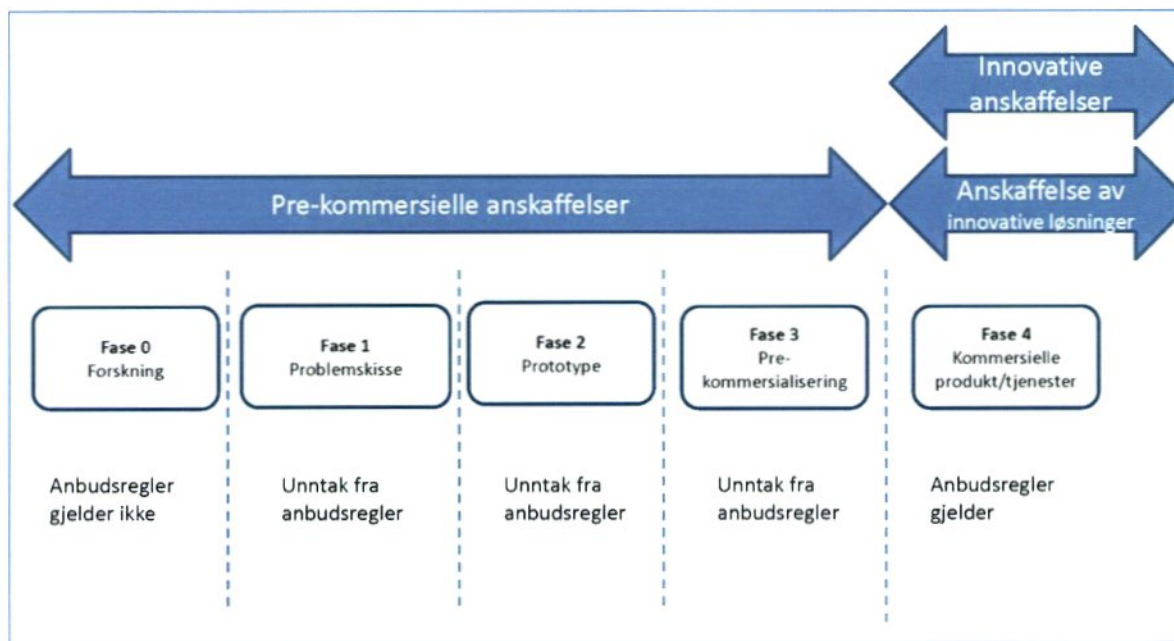 Innovative
anskaffelser
Pre-kommersielle anskaffelser
Anskaffelse av
innovative løsninger
Fase 0
Forskning
Fase 1
Problemskisse
Fase 2
Prototype
Fase 3
Pre-
kommersialisering
Fase 4
Kommersielle
produkt/tjenester
Anbudsregler
gjelder ikke
Unntak fra
anbudsregler
Unntak fra
anbudsregler
Unntak fra
anbudsregler
Anbudsregler
gjelder